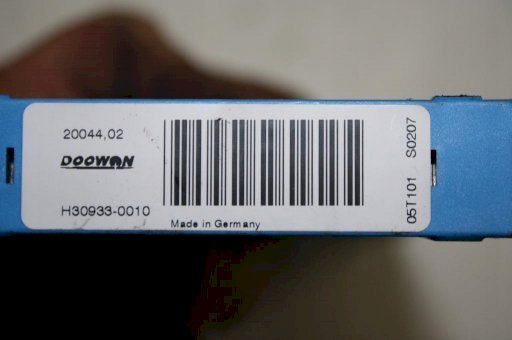 20044,02
DOOWON
H30933-0010
Made in Germany
05T101 S0207